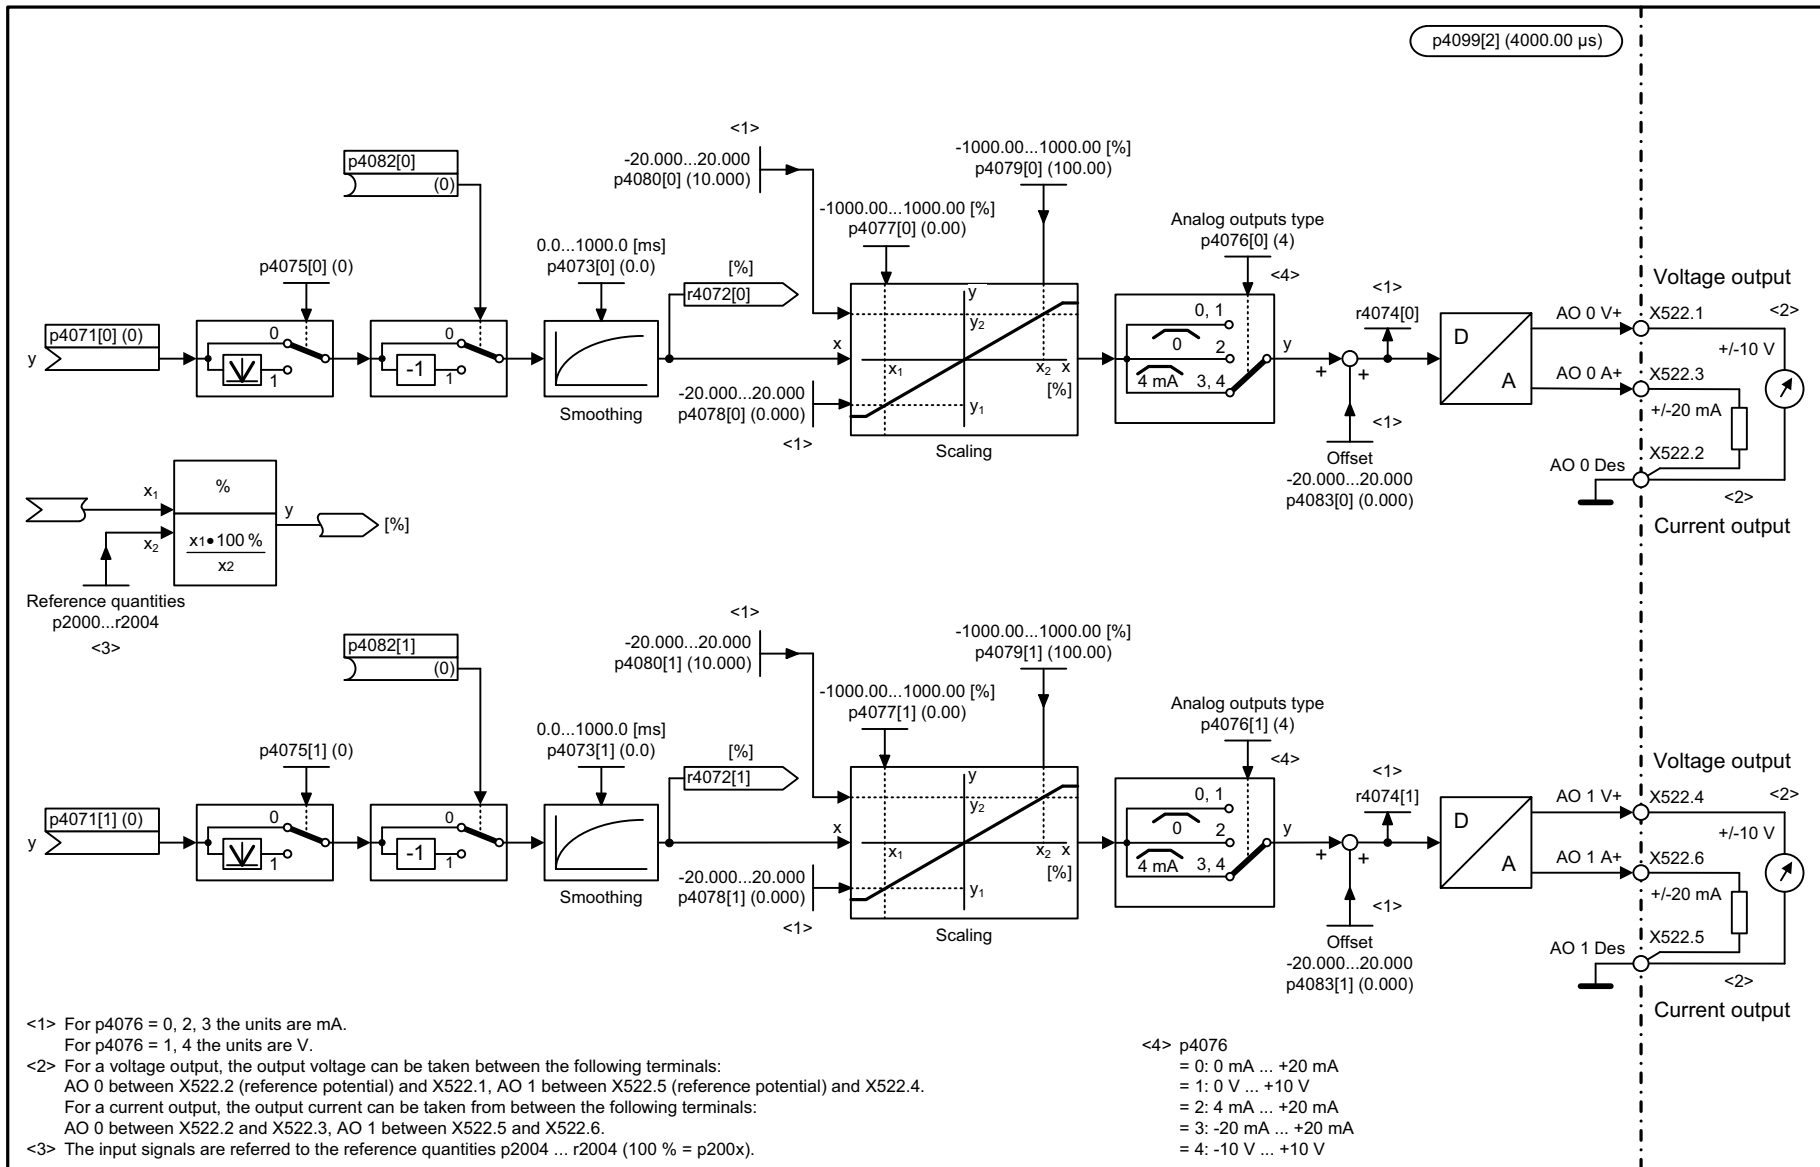 p4099[2] (4000.00 µs)
<1>
-20.000...20.000
p4080[0] (10.000)
-1000.00...1000.00 [%]
p4079[0] (100.00)
p4082[0]
(0)
-1000.00...1000.00 [%]
p4077[0] (0.00)
Analog outputs type
p4076[0] (4)
<4>
0.0...1000.0 [ms]
p4073[0] (0.0)
[%]
r4072[0]
p4075[0] (0)
p4071[0] (0)
y
0
1
0
-1
1
Smoothing
x
-20.000...20.000
p4078[0] (0.000)
<1>
y
y2
x1
x2 x
[%]
y1
Scaling
0, 1
0
2
4 mA
3, 4
y
+
+
<1>
r4074[0]
<1>
Offset
-20.000...20.000
p4083[0] (0.000)
D
A
AO 0 V+
AO 0 A+
AO 0 Des
Voltage output
X522.1
<2>
+/-10 V
X522.3
+/-20 mA
X522.2
<2>
Current output
x1
x2
%
x1•100 %
x2
y
[%]
Reference quantities
p2000...r2004
<3>
<1>
-20.000...20.000
p4080[1] (10.000)
-1000.00...1000.00 [%]
p4079[1] (100.00)
p4082[1]
(0)
-1000.00...1000.00 [%]
p4077[1] (0.00)
Analog outputs type
p4076[1] (4)
<4>
0.0...1000.0 [ms]
p4073[1] (0.0)
[%]
r4072[1]
p4075[1] (0)
p4071[1] (0)
y
0
1
0
-1
1
Smoothing
x
-20.000...20.000
p4078[1] (0.000)
<1>
y
y2
x1
x2 x
[%]
y1
Scaling
0, 1
0
2
4 mA
3, 4
y
+
+
<1>
r4074[1]
<1>
Offset
-20.000...20.000
p4083[1] (0.000)
D
A
AO 1 V+
AO 1 A+
AO 1 Des
Voltage output
X522.4
<2>
+/-10 V
X522.6
+/-20 mA
X522.5
<2>
Current output
<1> For p4076 = 0, 2, 3 the units are mA.
For p4076 = 1, 4 the units are V.
<2> For a voltage output, the output voltage can be taken between the following terminals:
AO 0 between X522.2 (reference potential) and X522.1, AO 1 between X522.5 (reference potential) and X522.4.
For a current output, the output current can be taken from between the following terminals:
AO 0 between X522.2 and X522.3, AO 1 between X522.5 and X522.6.
<3> The input signals are referred to the reference quantities p2004 ... r2004 (100 % = p200x).
<4> p4076
= 0: 0 mA ... +20 mA
= 1: 0 V ... +10 V
= 2: 4 mA ... +20 mA
= 3: -20 mA ... +20 mA
= 4: -10 V ... +10 V